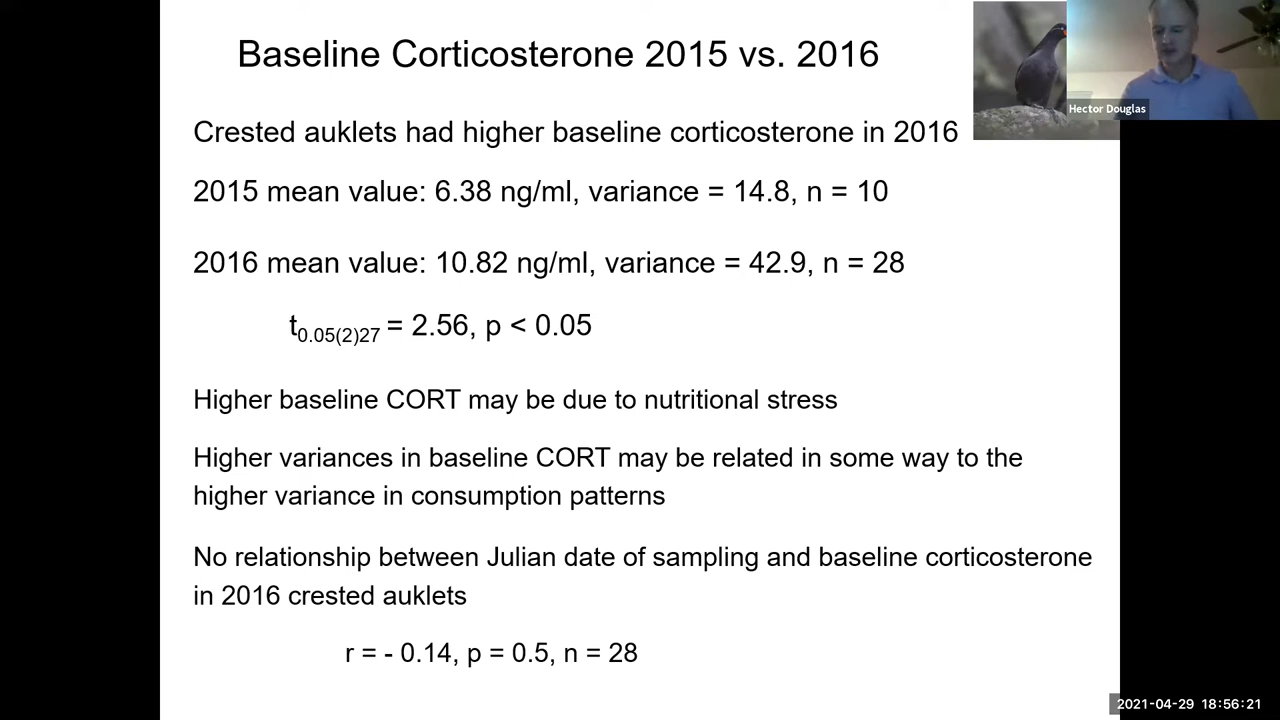 Baseline Corticosterone 2015 vs. 2016
Hector Douglas
Crested auklets had higher baseline corticosterone in 2016
2015 mean value: 6.38 ng/ml, variance = 14.8, n = 10
2016 mean value: 10.82 ng/ml, variance = 42.9, n = 28
t0.05(2)27 = 2.56, p < 0.05
Higher baseline CORT may be due to nutritional stress
Higher variances in baseline CORT may be related in some way to the
higher variance in consumption patterns
No relationship between Julian date of sampling and baseline corticosterone
in 2016 crested auklets
r = - 0.14, p = 0.5, n = 28
2021-04-29 18:56:21